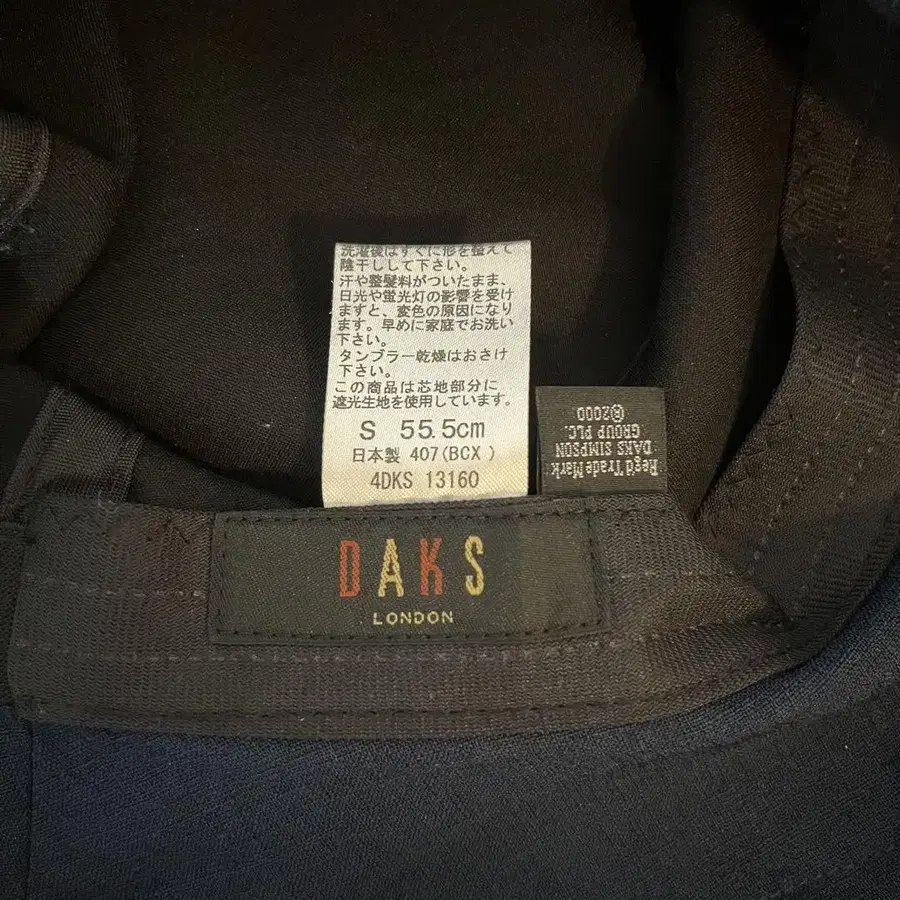 洗濯後はすぐに形を整えて
陰干しして下さい。
汗や整髪料がついたまま、
日光や蛍光灯の影響を受け
ますと、変色の原因になり
ます。早めに家庭でお洗い
下さい。
タンブラー乾燥はおさけ
下さい。
この商品は芯地部分に
遮光生地を使用しています。
S 55.5cm
日本製 407(BCX)
4DKS 13160
Reg'd Trade Mark
DAKS SIMPSON
GROUP PLC.
©2000
DAKS
LONDON